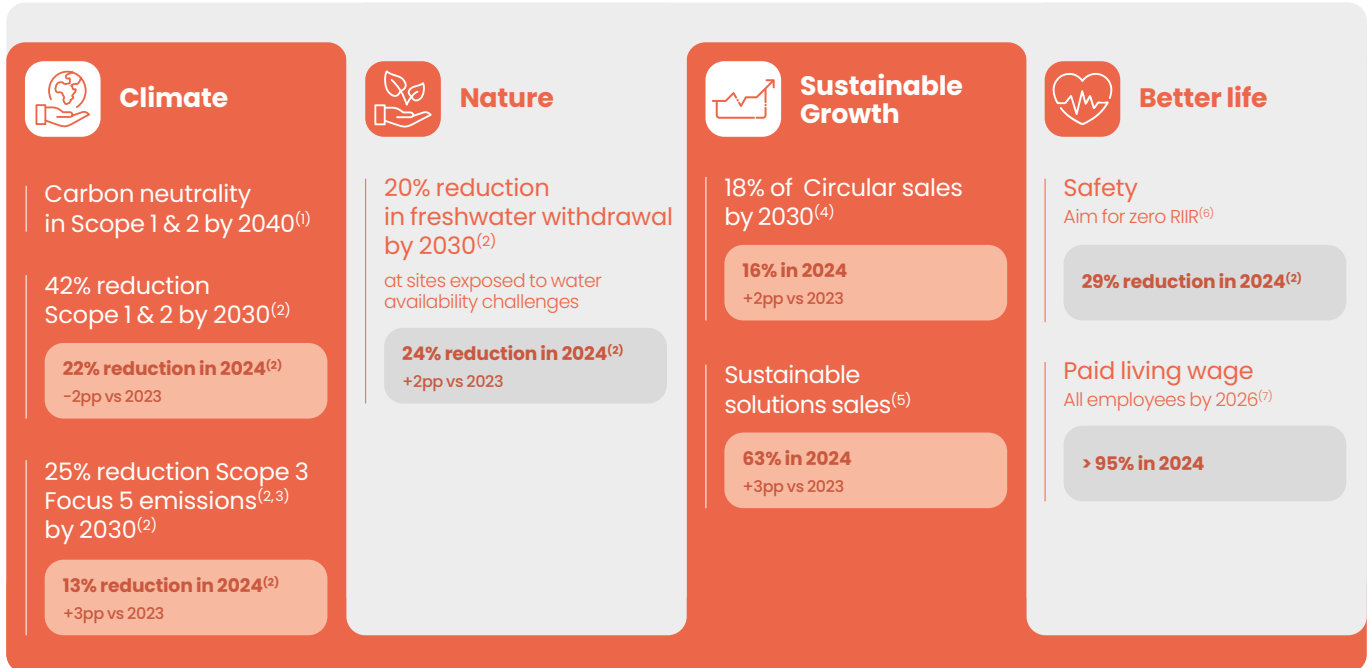 Climate
Carbon neutrality
in Scope 1 & 2 by 2040(1)
42% reduction
Scope 1 & 2 by 2030(2)
22% reduction in 2024(2)
-2pp vs 2023
25% reduction Scope 3
Focus 5 emissions(2,3)
by 2030(2)
13% reduction in 2024(2)
+3pp vs 2023
Nature
20% reduction
in freshwater withdrawal
by 2030(2)
at sites exposed to water
availability challenges
24% reduction in 2024(2)
+2pp vs 2023
Sustainable
Growth
18% of Circular sales
by 2030(4)
16% in 2024
+2pp vs 2023
Sustainable
solutions sales(5)
63% in 2024
+3pp vs 2023
Better life
Safety
Aim for zero RIIR(6)
29% reduction in 2024(2)
Paid living wage
All employees by 2026(7)
> 95% in 2024